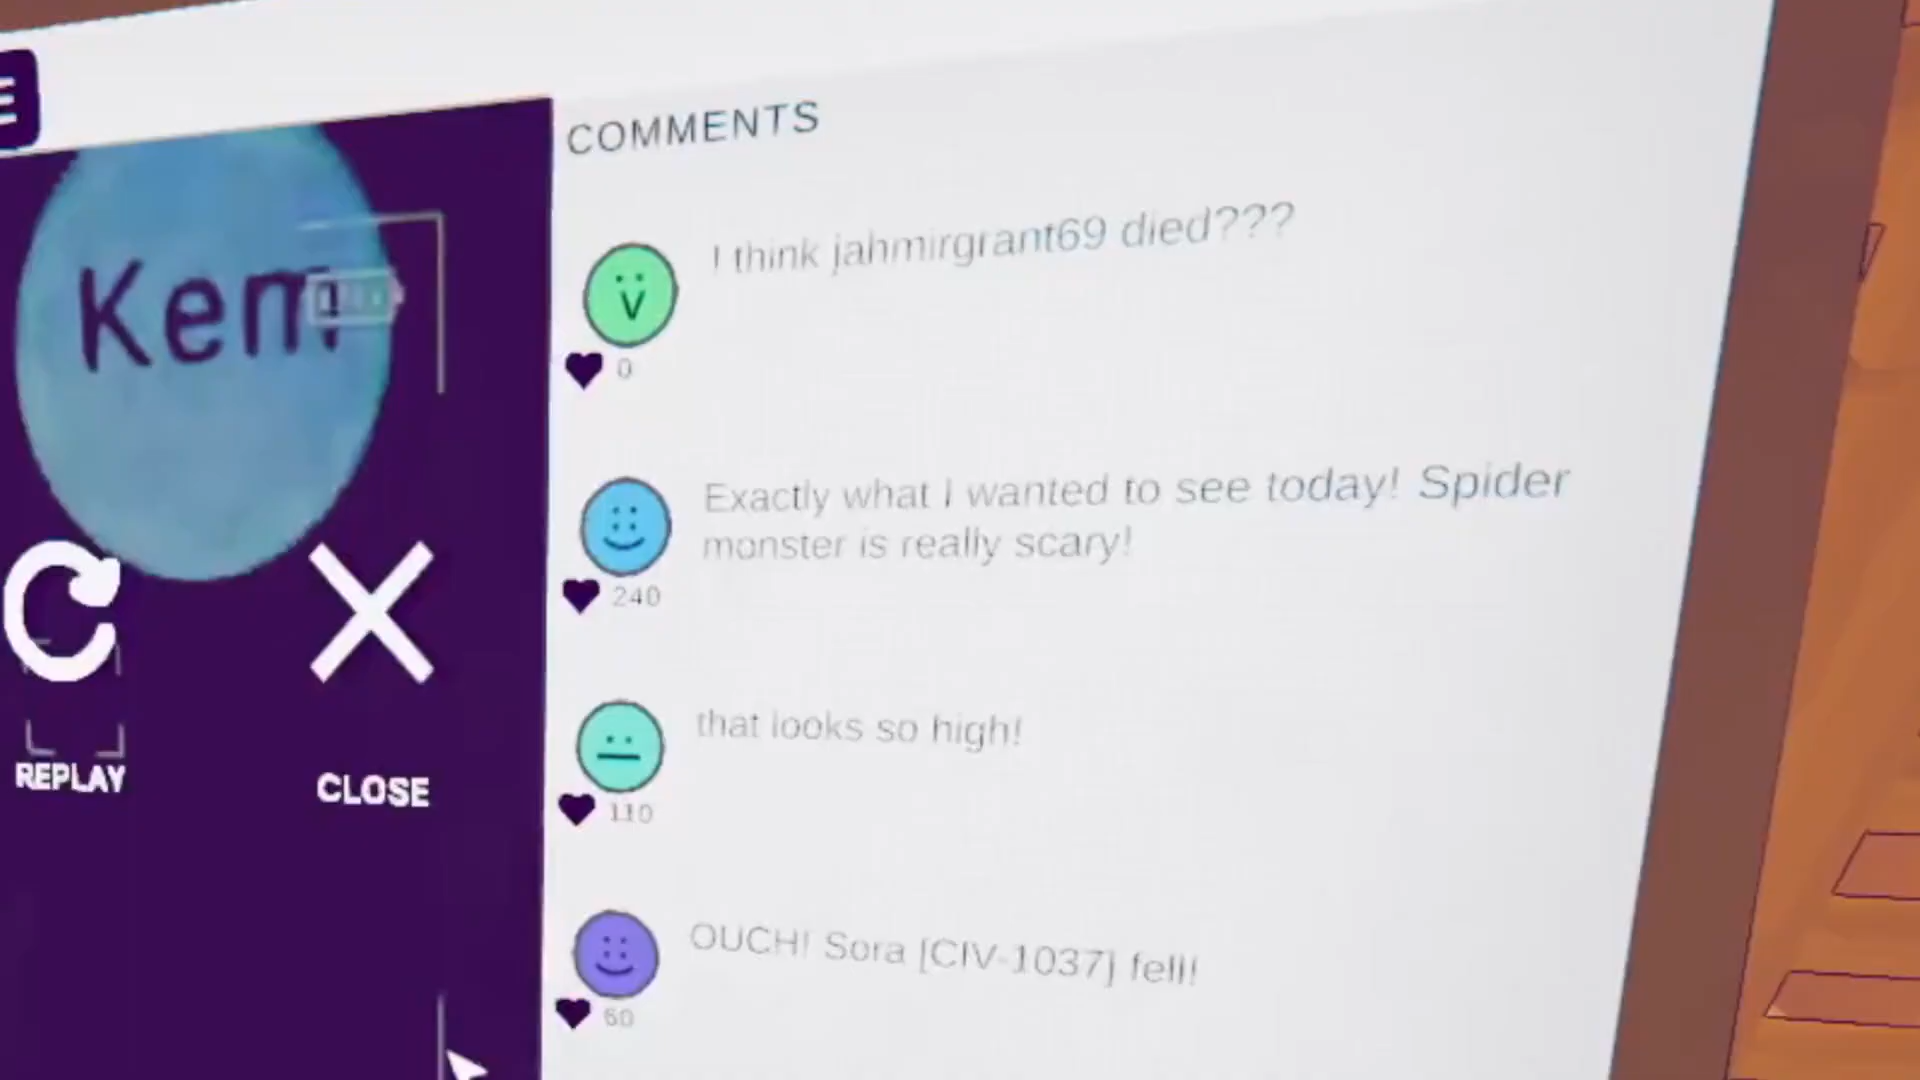 E
Kem
REPLAY
CLOSE
COMMENTS
I think jahmirgrant69 died???
0
Exactly what I wanted to see today! Spider
monster is really scary!
240
that looks so high!
110
OUCH! Sora [CIV-1037] fell!
60